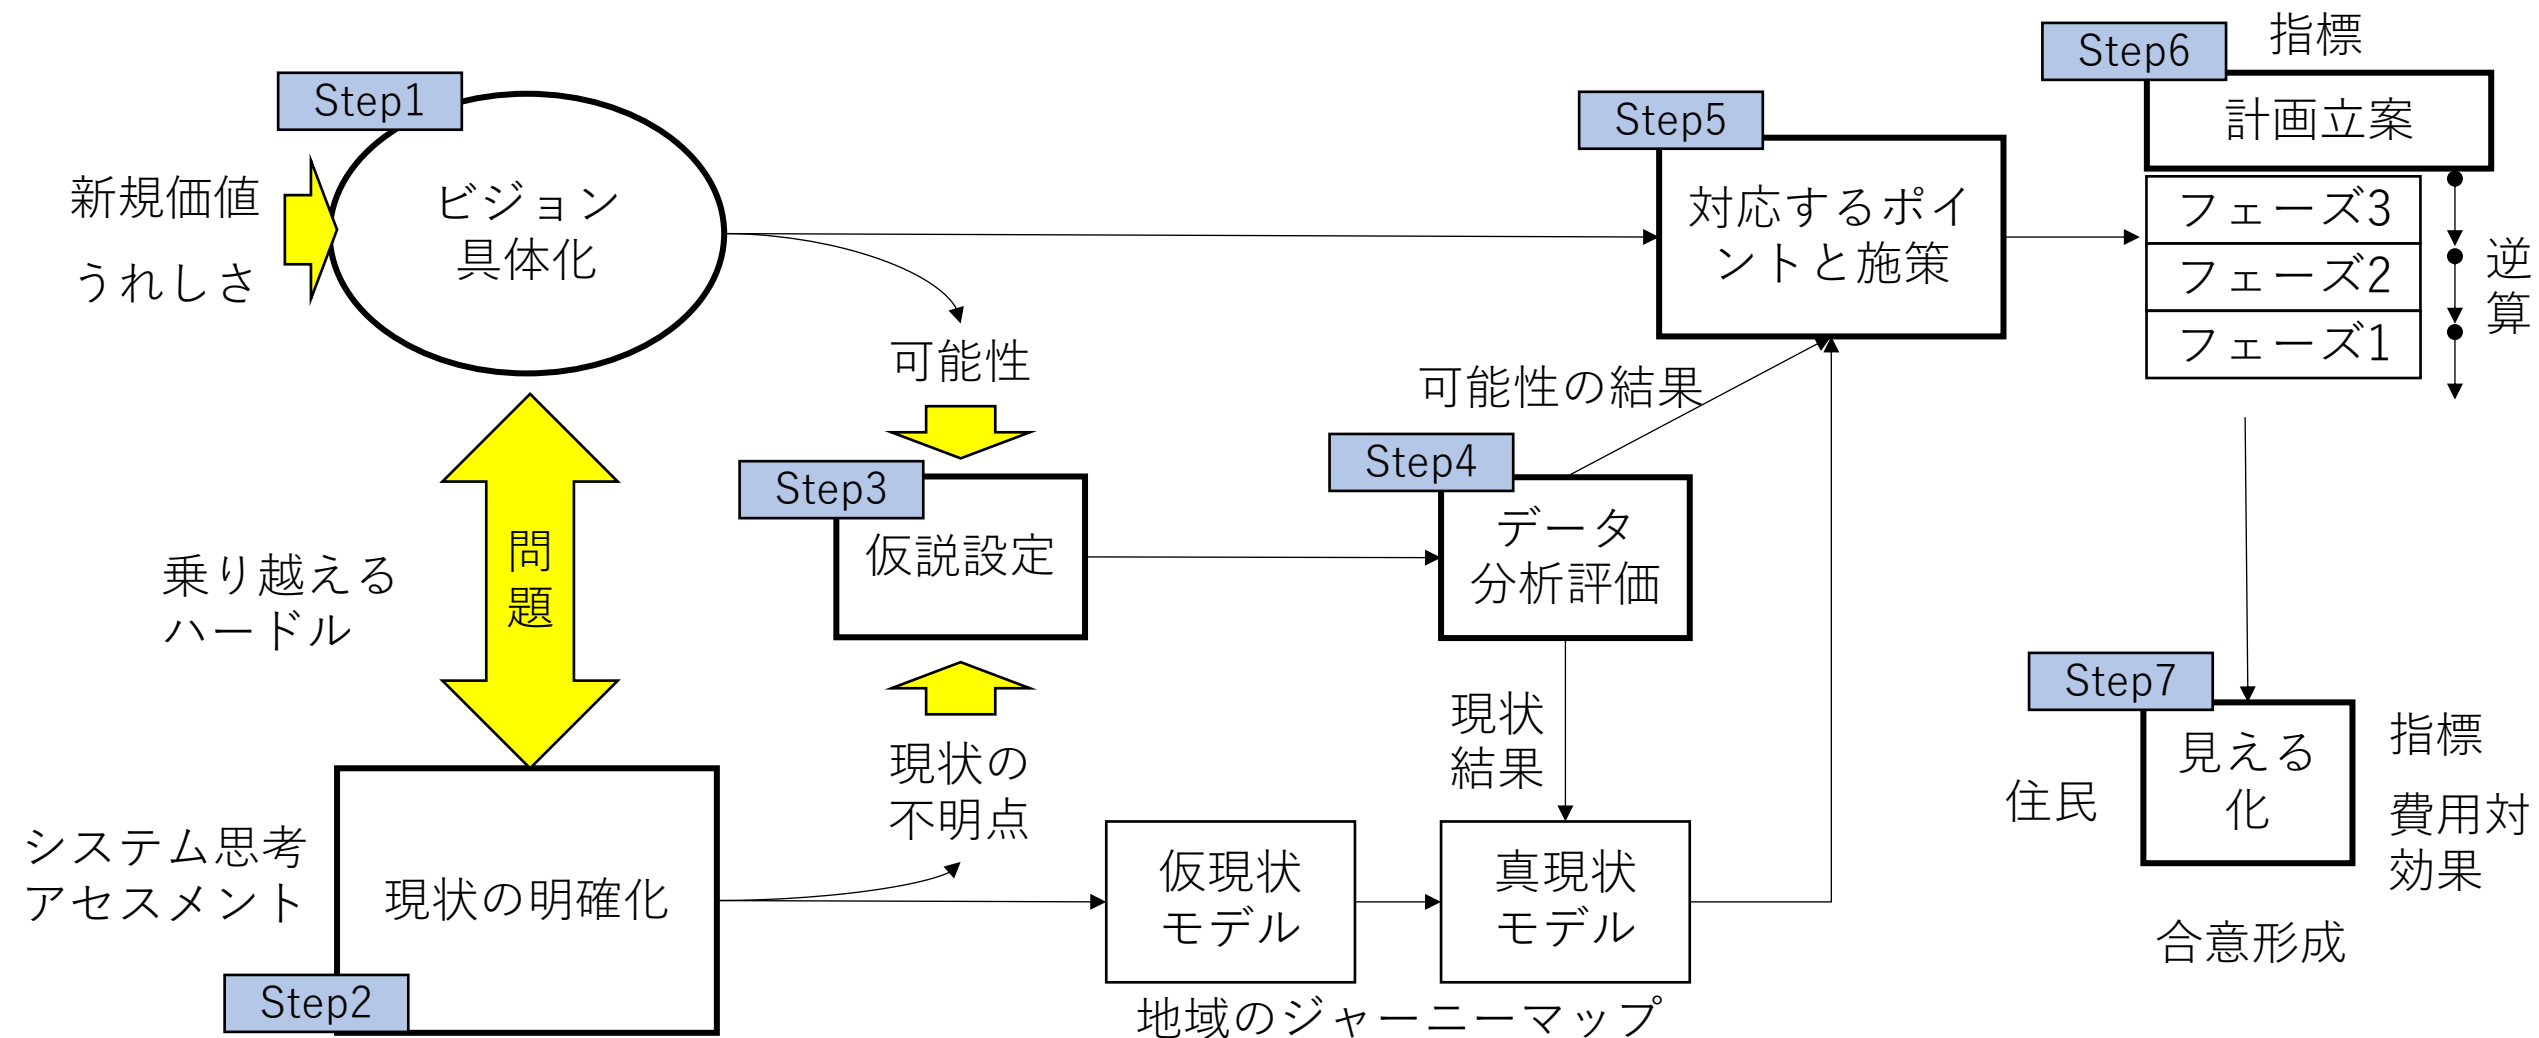 Step1
新規価値
うれしさ
ビジョン
具体化
乗り越える
ハードル
問
題
システム思考
アセスメント
現状の明確化
Step2
可能性
Step3
仮説設定
現状の
不明点
仮現状
モデル
真現状
モデル
地域のジャーニーマップ
Step4
データ
分析評価
可能性の結果
現状
結果
Step5
対応するポイ
ントと施策
Step6
指標
計画立案
フェーズ3
フェーズ2
フェーズ1
逆
算
Step7
見える
化
住民
指標
費用対
効果
合意形成